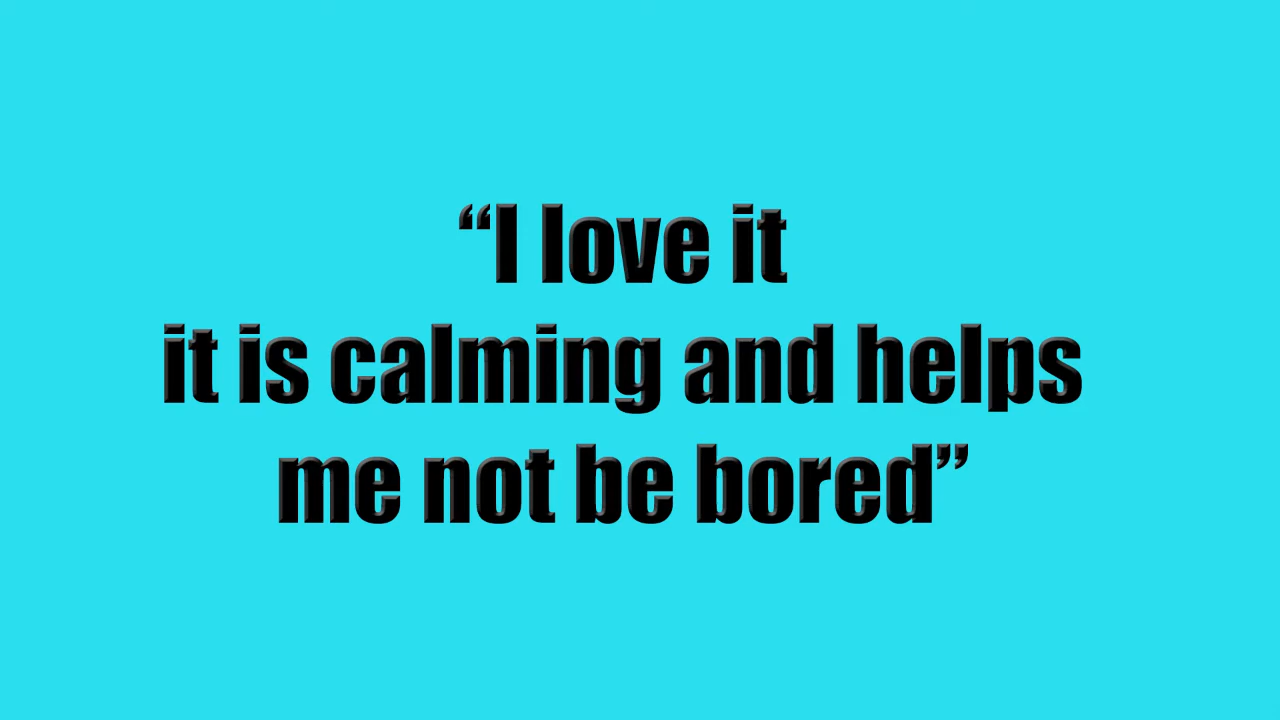 “I love it
it is calming and helps
me not be bored”